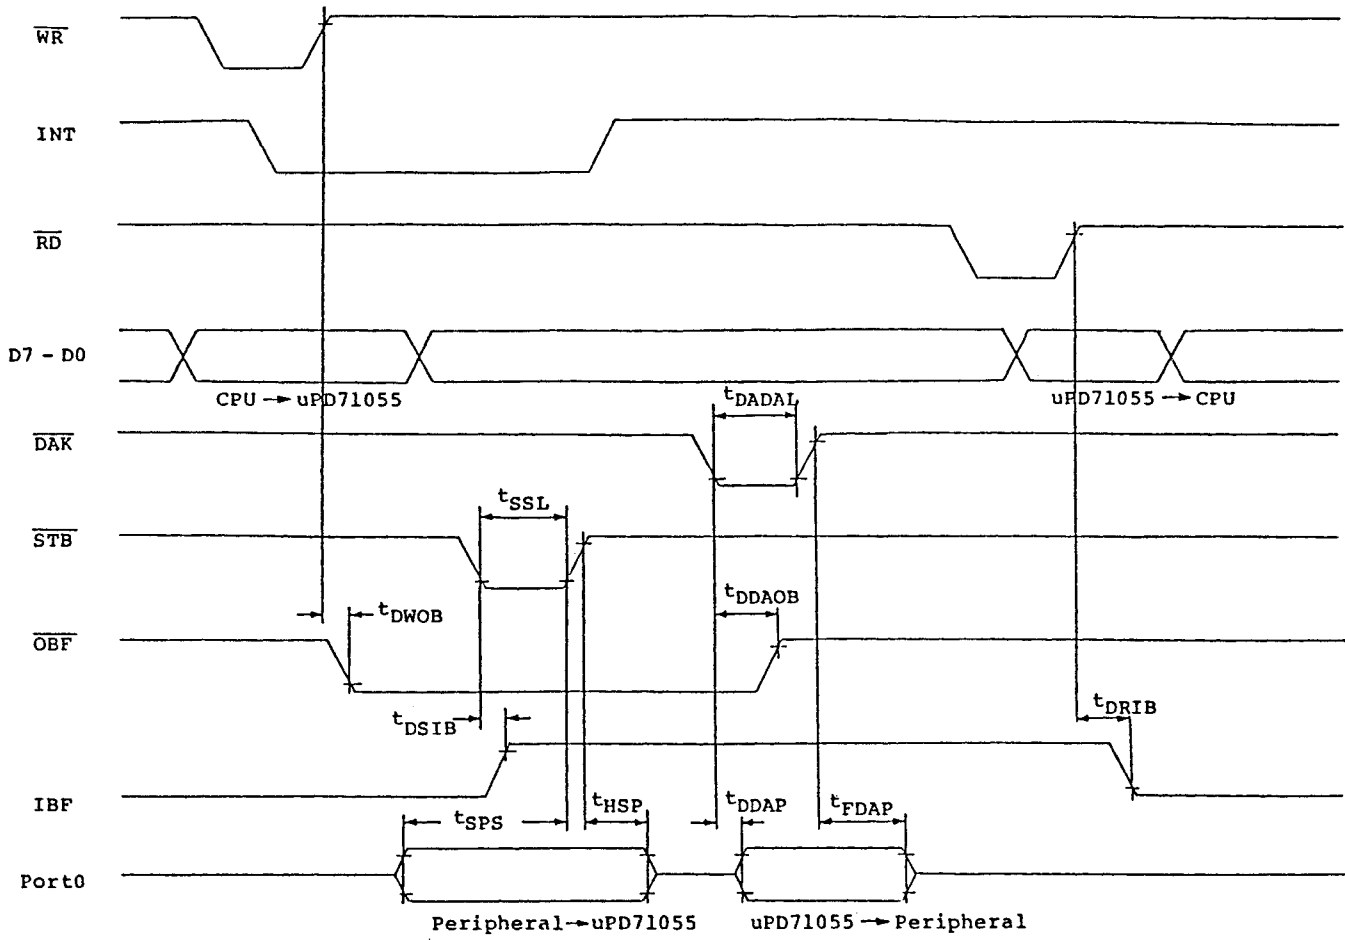 WR
INT
RD
D7 - D0
CPU → uPD71055
tDADAL
uPD71055 → CPU
DAK
tSSL
STB
tDWOB
tDDAOB
OBF
tDSIB
tDRIB
IBF
tSPS
tHSP
tDDAP
tFDAP
Port0
Peripheral → uPD71055
uPD71055 → Peripheral